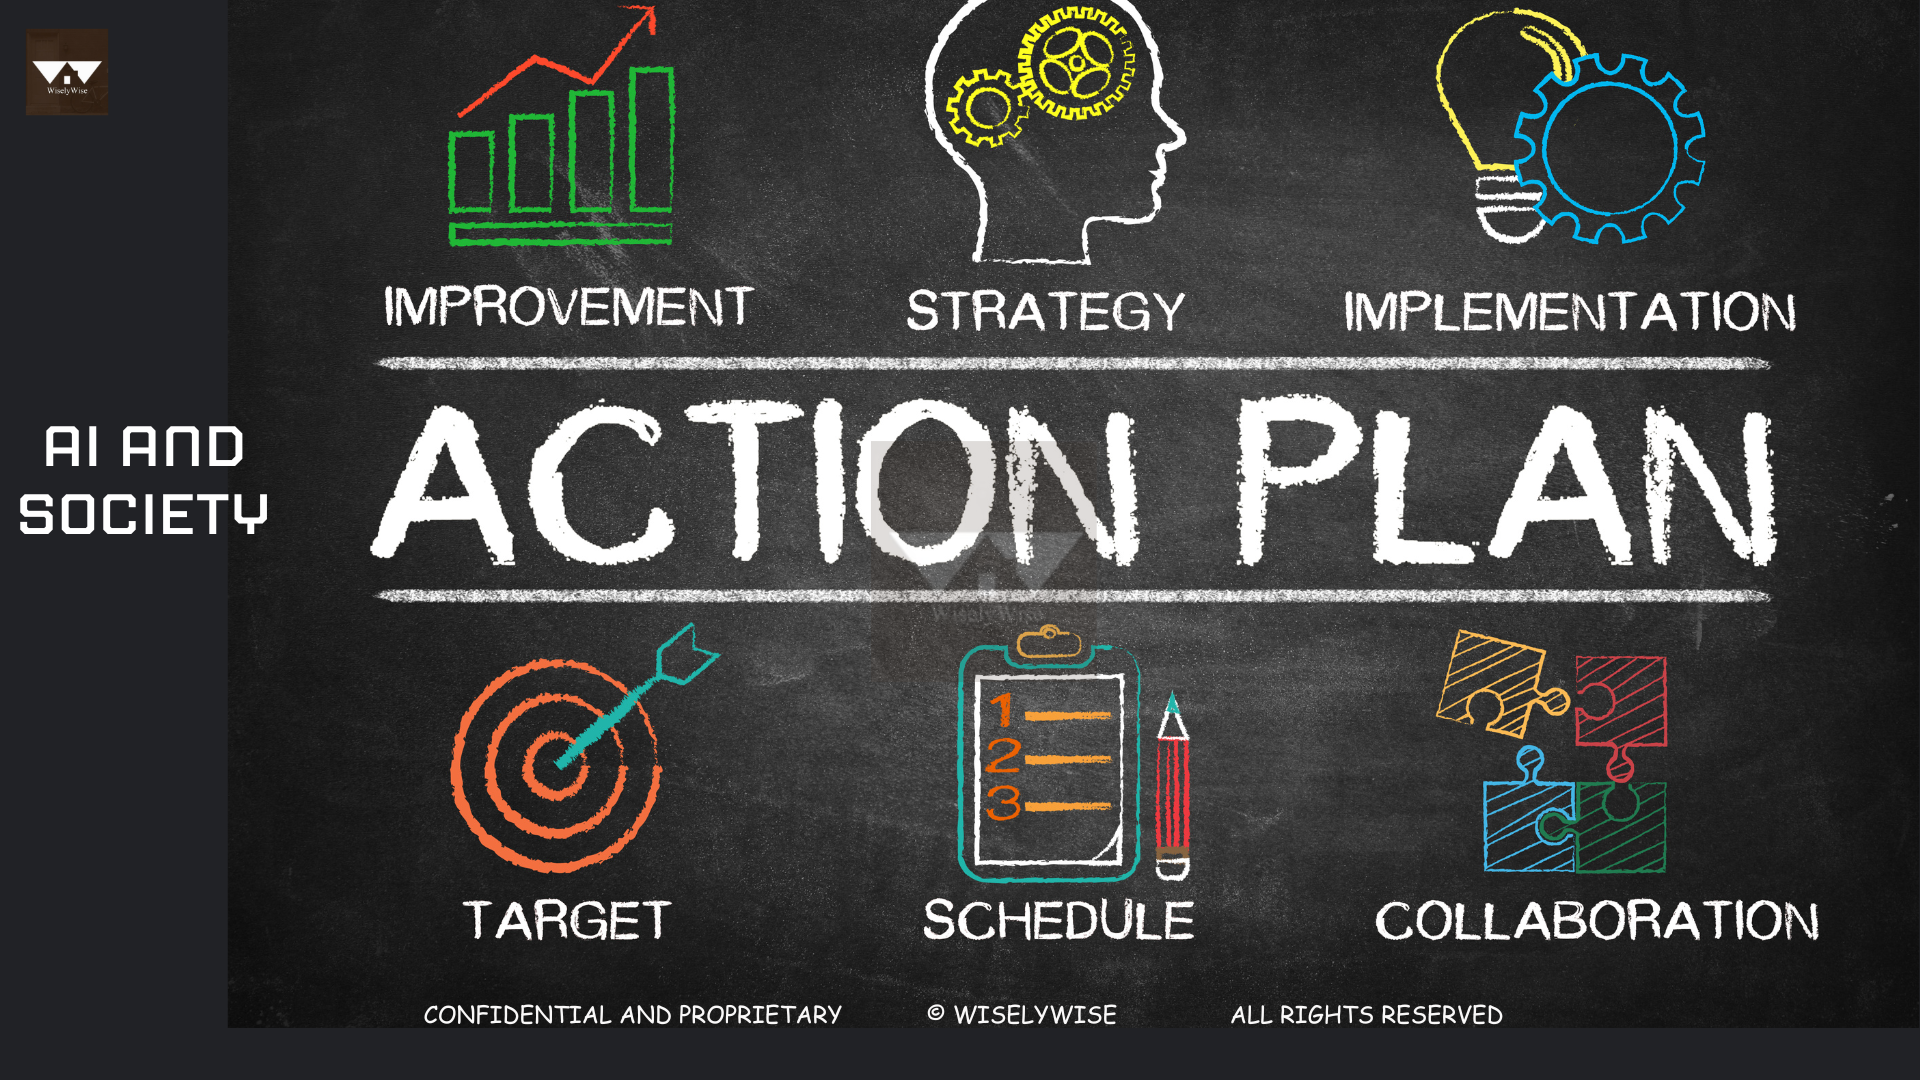 WiselyWise
IMPROVEMENT
STRATEGY
IMPLEMENTATION
AI AND
SOCIETY
ACTION PLAN
WiselyWise
1
2
3
TARGET
SCHEDULE
COLLABORATION
CONFIDENTIAL AND PROPRIETARY © WISELYWISE ALL RIGHTS RESERVED